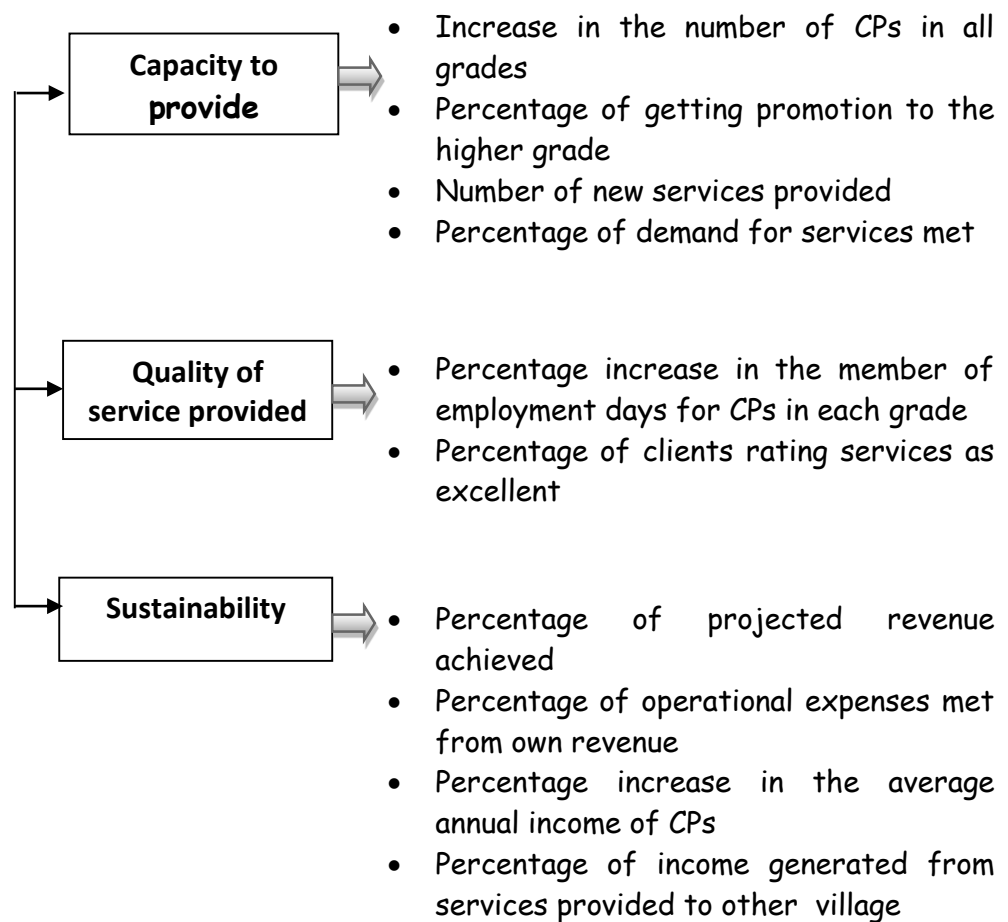 Capacity to
provide
• Increase in the number of CPs in all
grades
• Percentage of getting promotion to the
higher grade
• Number of new services provided
• Percentage of demand for services met
Quality of
service provided
• Percentage increase in the member of
employment days for CPs in each grade
• Percentage of clients rating services as
excellent
Sustainability
• Percentage of projected revenue
achieved
• Percentage of operational expenses met
from own revenue
• Percentage increase in the average
annual income of CPs
• Percentage of income generated from
services provided to other village